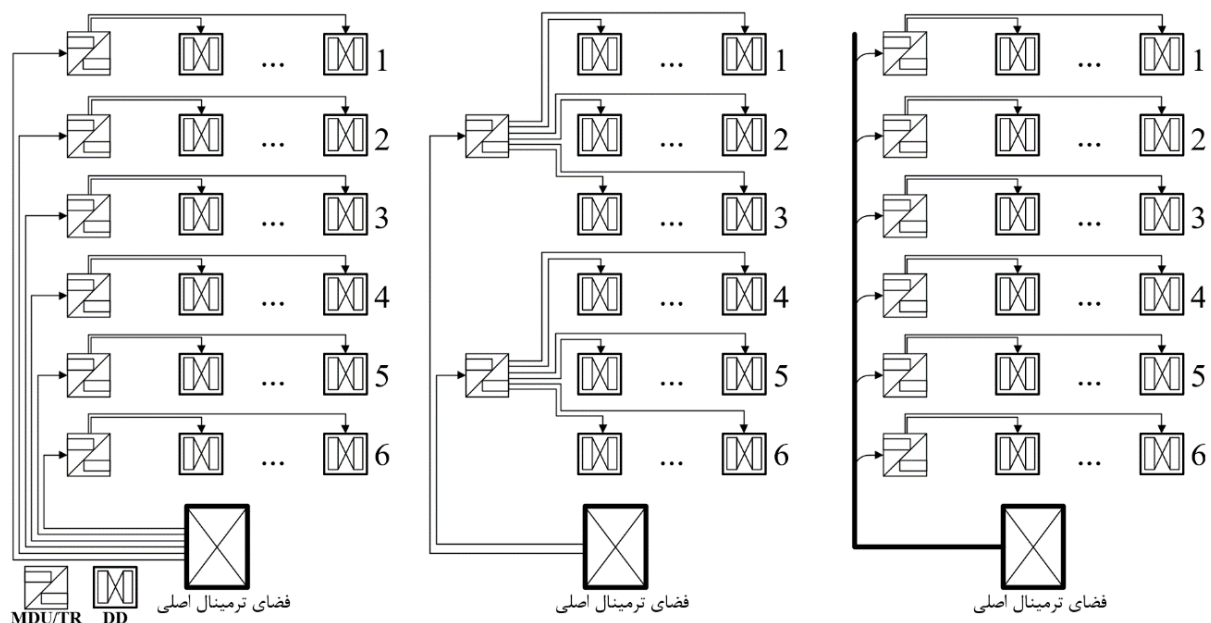 ... 1 ... 1 ... 1
... 2 ... 2 ... 2
... 3 ... 3 ... 3
... 4 ... 4 ... 4
... 5 ... 5 ... 5
... 6 ... 6 ... 6
MDU/TR DD
فضای ترمینال اصلی
فضای ترمینال اصلی
فضای ترمینال اصلی